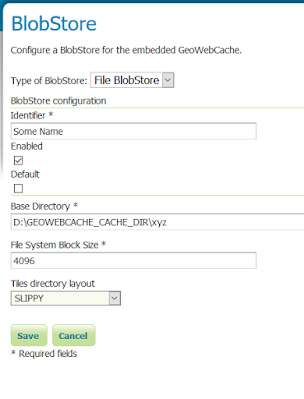 BlobStore
Configure a BlobStore for the embedded GeoWebCache.
Type of BlobStore: File BlobStore
BlobStore configuration
Identifier *
Some Name
Enabled
Default
Base Directory *
D:\GEOWEBCACHE_CACHE_DIR\xyz
File System Block Size *
4096
Tiles directory layout
SLIPPY
Save Cancel
* Required fields